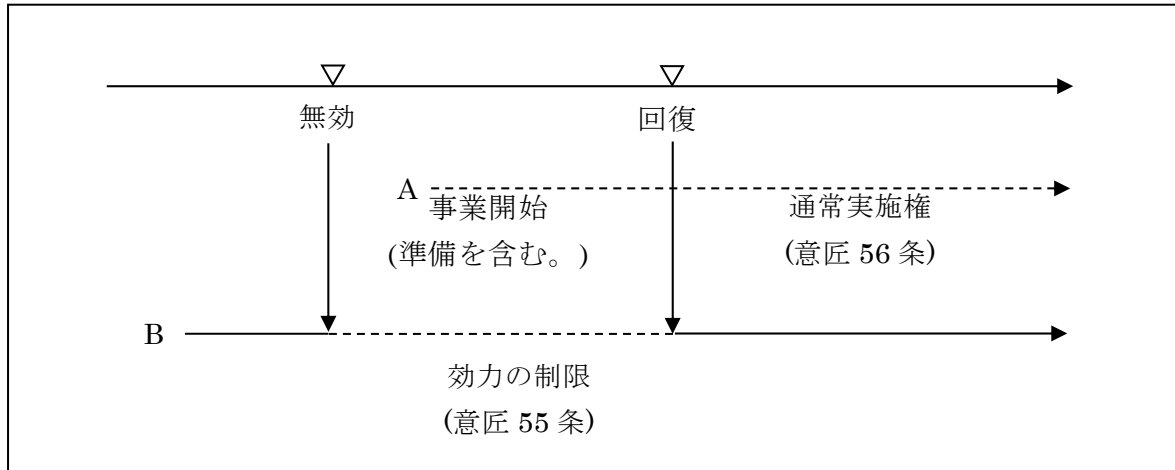 無効
回復
A
事業開始
通常実施権
(準備を含む。)
(意匠 56 条)
B
効力の制限
(意匠 55 条)